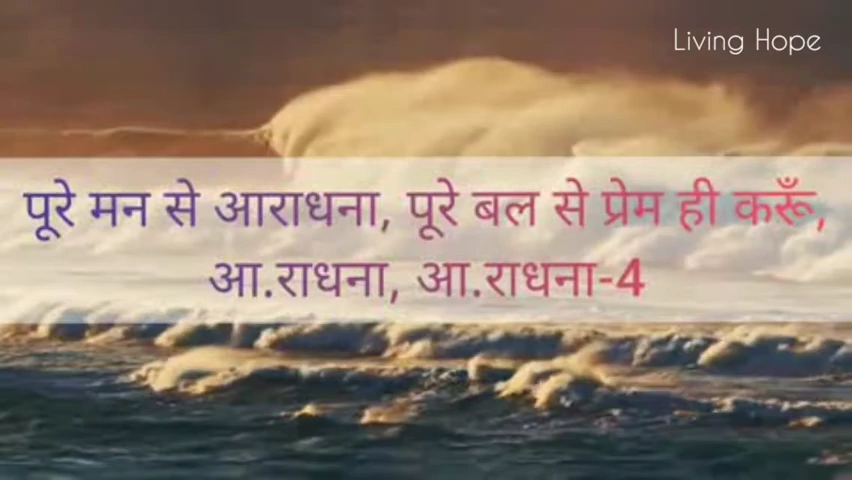 Living Hope
पूरे मन से आराधना, पूरे बल से प्रेम ही करूँ,
आ.राधना, आ.राधना-4